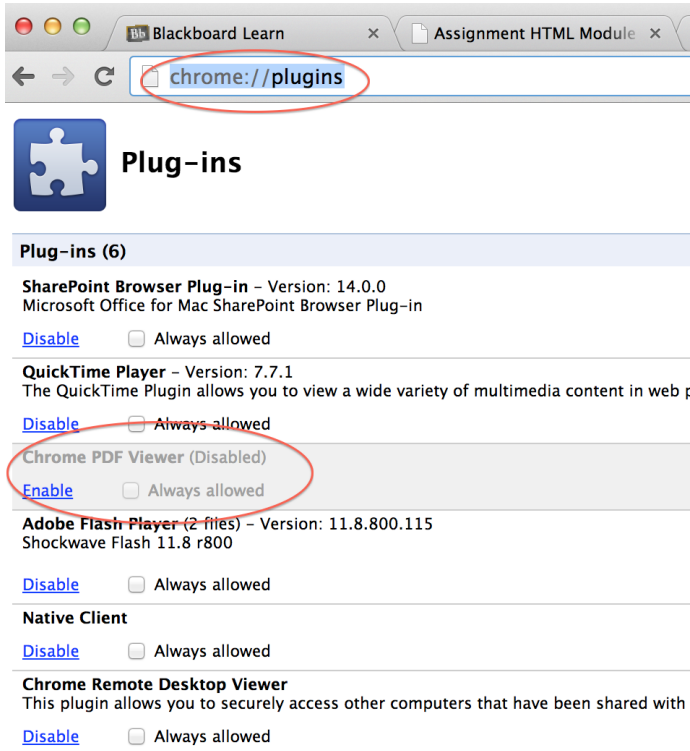 Bb Blackboard Learn × Assignment HTML Module ×
chrome://plugins
Plug-ins
Plug-ins (6)
SharePoint Browser Plug-in – Version: 14.0.0
Microsoft Office for Mac SharePoint Browser Plug-in
Disable Always allowed
QuickTime Player – Version: 7.7.1
The QuickTime Plugin allows you to view a wide variety of multimedia content in web p
Disable Always allowed
Chrome PDF Viewer (Disabled)
Enable Always allowed
Adobe Flash Player (2 files) – Version: 11.8.800.115
Shockwave Flash 11.8 r800
Disable Always allowed
Native Client
Disable Always allowed
Chrome Remote Desktop Viewer
This plugin allows you to securely access other computers that have been shared with
Disable Always allowed